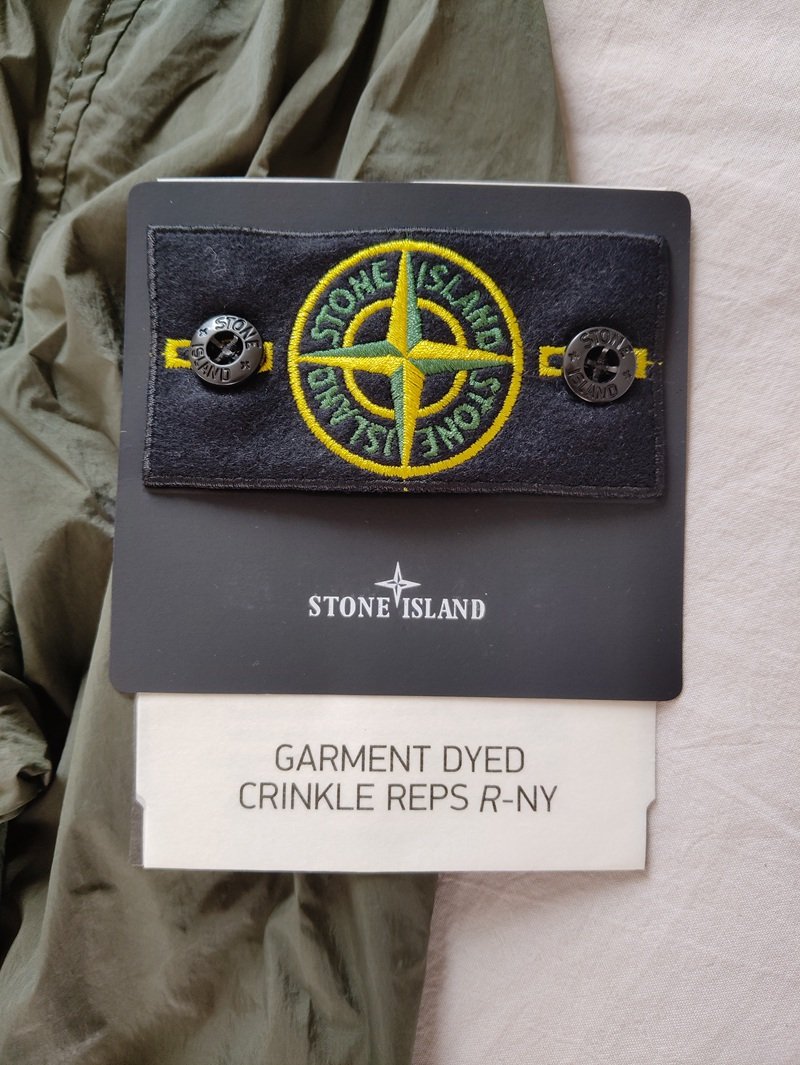 STONE ISLAND
STONE ISLAND
STONE ISLAND
STONE ISLAND
STONE ISLAND
GARMENT DYED
CRINKLE REPS R-NY